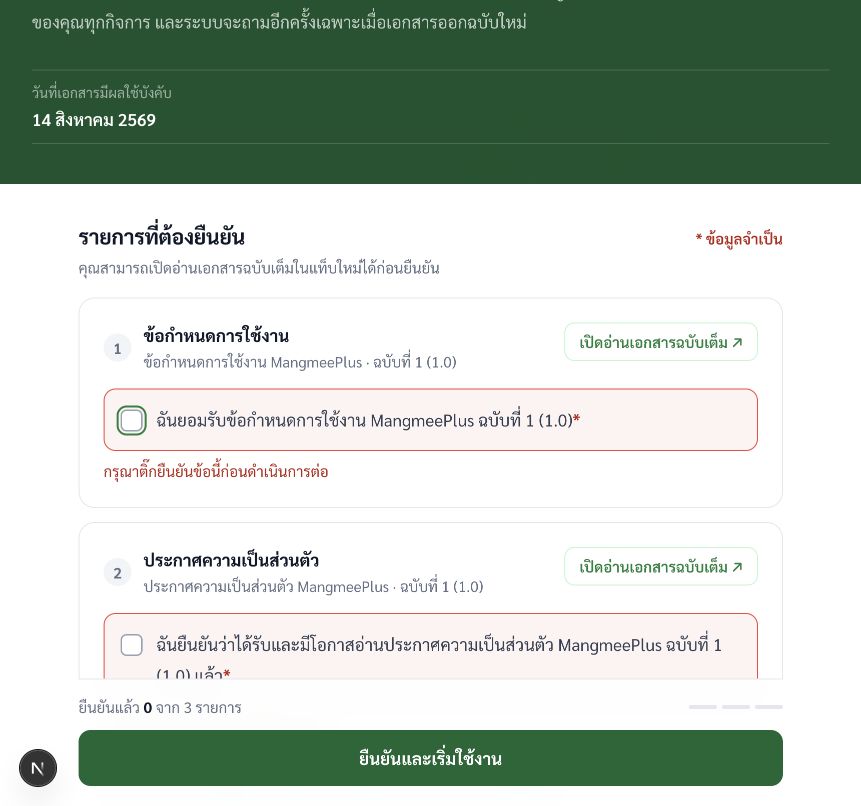 ของคุณทุกกิจการ และระบบจะถามอีกครั้งเฉพาะเมื่อเอกสารออกฉบับใหม่
วันที่เอกสารมีผลใช้บังคับ
14 สิงหาคม 2569
รายการที่ต้องยืนยัน
* ข้อมูลจำเป็น
คุณสามารถเปิดอ่านเอกสารฉบับเต็มในแท็บใหม่ได้ก่อนยืนยัน
1
ข้อกำหนดการใช้งาน
ข้อกำหนดการใช้งาน MangmeePlus · ฉบับที่ 1 (1.0)
เปิดอ่านเอกสารฉบับเต็ม ↗
ฉันยอมรับข้อกำหนดการใช้งาน MangmeePlus ฉบับที่ 1 (1.0)*
กรุณาติ๊กยืนยันข้อนี้ก่อนดำเนินการต่อ
2
ประกาศความเป็นส่วนตัว
ประกาศความเป็นส่วนตัว MangmeePlus · ฉบับที่ 1 (1.0)
เปิดอ่านเอกสารฉบับเต็ม ↗
ฉันยืนยันว่าได้รับและมีโอกาสอ่านประกาศความเป็นส่วนตัว MangmeePlus ฉบับที่ 1
(1.0) แล้ว*
ยืนยันแล้ว 0 จาก 3 รายการ
ยืนยันและเริ่มใช้งาน
N